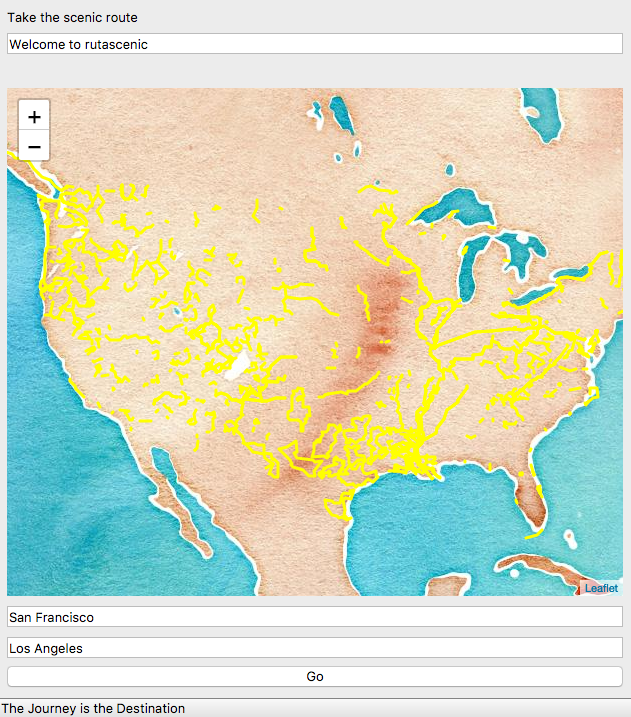 Take the scenic route
Welcome to rutascenic
+
−
Leaflet
San Francisco
Los Angeles
Go
The Journey is the Destination